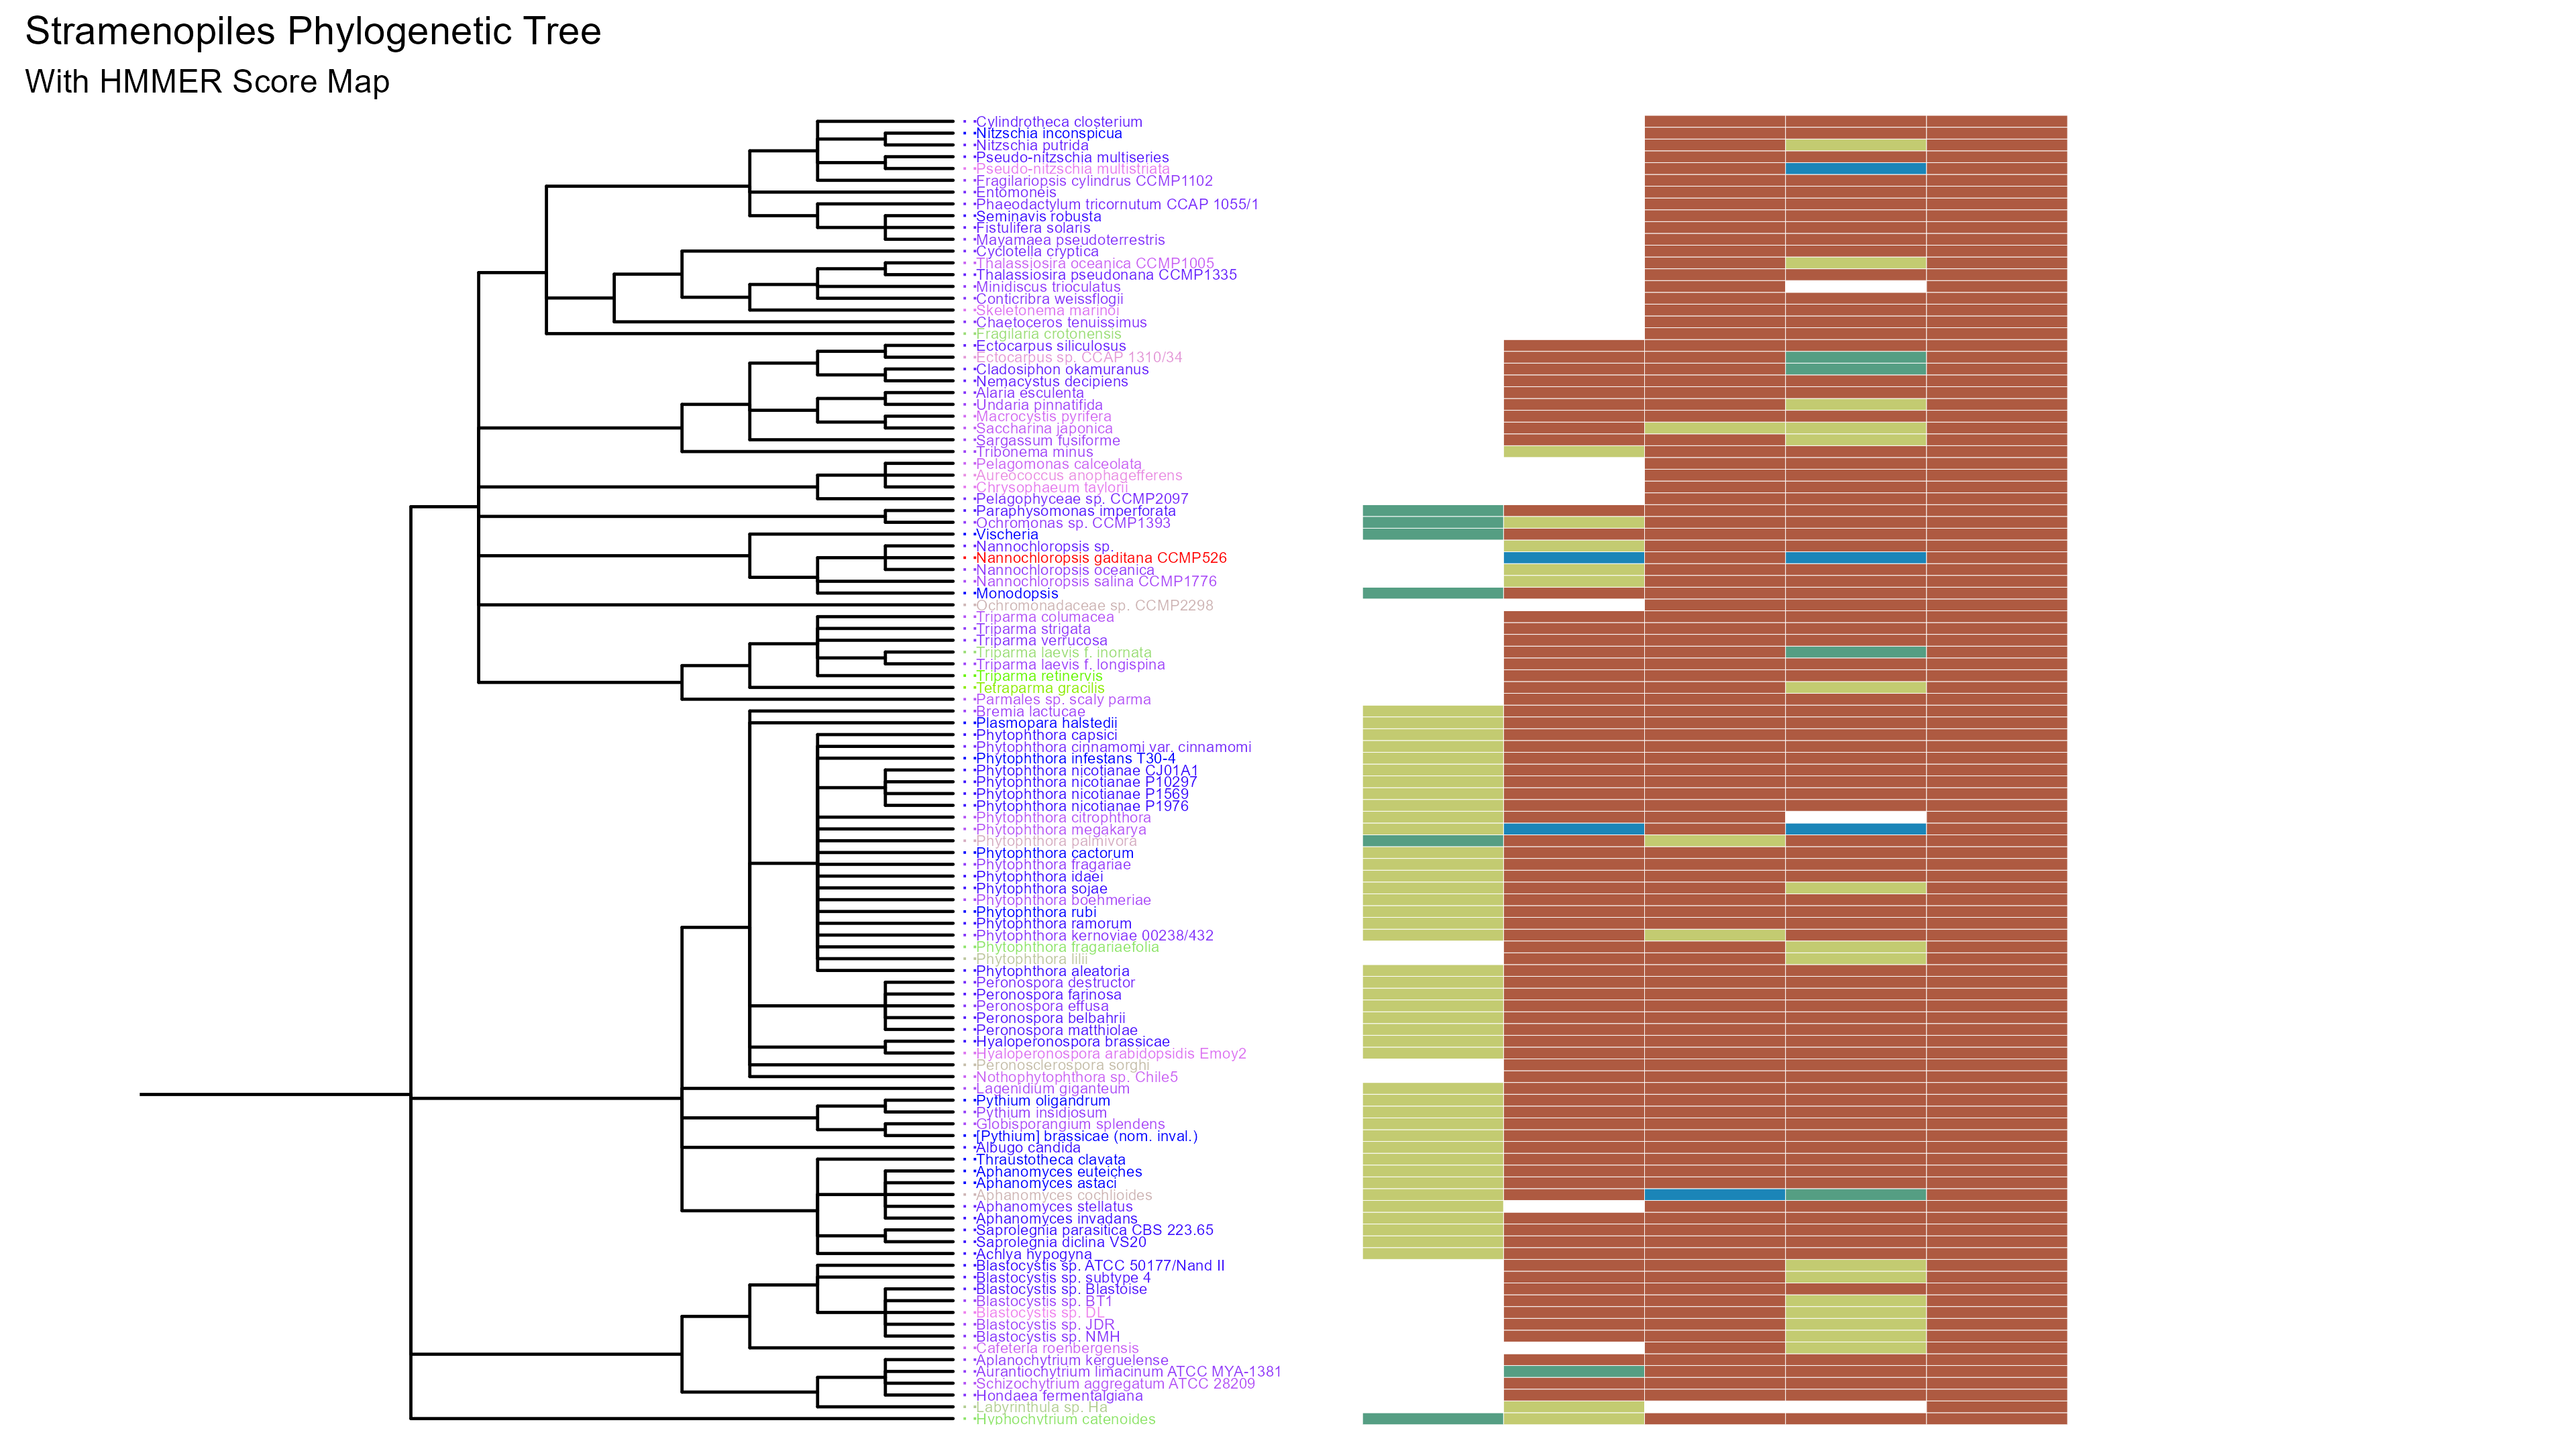 Stramenopiles Phylogenetic Tree
With HMMER Score Map
Cylindrotheca closterium
Nitzschia inconspicua
Nitzschia putrida
Pseudo-nitzschia multiseries
Pseudo-nitzschia multistriata
Fragilariopsis cylindrus CCMP1102
Entomoneis
Phaeodactylum tricornutum CCAP 1055/1
Seminavis robusta
Fistulifera solaris
Mayamaea pseudoterrestris
Cyclotella cryptica
Thalassiosira oceanica CCMP1005
Thalassiosira pseudonana CCMP1335
Minidiscus trioculatus
Conticribra weissflogii
Skeletonema marinoi
Chaetoceros tenuissimus
Fragilaria crotonensis
Ectocarpus siliculosus
Ectocarpus sp. CCAP 1310/34
Cladosiphon okamuranus
Nemacystus decipiens
Alaria esculenta
Undaria pinnatifida
Macrocystis pyrifera
Saccharina japonica
Sargassum fusiforme
Tribonema minus
Pelagomonas calceolata
Aureococcus anophagefferens
Chrysophaeum taylorii
Pelagophyceae sp. CCMP2097
Paraphysomonas imperforata
Ochromonas sp. CCMP1393
Vischeria
Nannochloropsis sp.
Nannochloropsis gaditana CCMP526
Nannochloropsis oceanica
Nannochloropsis salina CCMP1776
Monodopsis
Ochromonadaceae sp. CCMP2298
Triparma columacea
Triparma strigata
Triparma verrucosa
Triparma laevis f. inornata
Triparma laevis f. longispina
Triparma retinervis
Tetraparma gracilis
Parmales sp. scaly parma
Bremia lactucae
Plasmopara halstedii
Phytophthora capsici
Phytophthora cinnamomi var. cinnamomi
Phytophthora infestans T30-4
Phytophthora nicotianae CJ01A1
Phytophthora nicotianae P10297
Phytophthora nicotianae P1569
Phytophthora nicotianae P1976
Phytophthora citrophthora
Phytophthora megakarya
Phytophthora palmivora
Phytophthora cactorum
Phytophthora fragariae
Phytophthora idaei
Phytophthora sojae
Phytophthora boehmeriae
Phytophthora rubi
Phytophthora ramorum
Phytophthora kernoviae 00238/432
Phytophthora fragariaefolia
Phytophthora lilii
Phytophthora aleatoria
Peronospora destructor
Peronospora farinosa
Peronospora effusa
Peronospora belbahrii
Peronospora matthiolae
Hyaloperonospora brassicae
Hyaloperonospora arabidopsidis Emoy2
Peronosclerospora sorghi
Nothophytophthora sp. Chile5
Lagenidium giganteum
Pythium oligandrum
Pythium insidiosum
Globisporangium splendens
[Pythium] brassicae (nom. inval.)
Albugo candida
Thraustotheca clavata
Aphanomyces euteiches
Aphanomyces astaci
Aphanomyces cochlioides
Aphanomyces stellatus
Aphanomyces invadans
Saprolegnia parasitica CBS 223.65
Saprolegnia diclina VS20
Achlya hypogyna
Blastocystis sp. ATCC 50177/Nand II
Blastocystis sp. subtype 4
Blastocystis sp. Blastoise
Blastocystis sp. BT1
Blastocystis sp. DL
Blastocystis sp. JDR
Blastocystis sp. NMH
Cafeteria roenbergensis
Aplanochytrium kerguelense
Aurantiochytrium limacinum ATCC MYA-1381
Schizochytrium aggregatum ATCC 28209
Hondaea fermentalgiana
Labyrinthula sp. Ha
Hyphochytrium catenoides